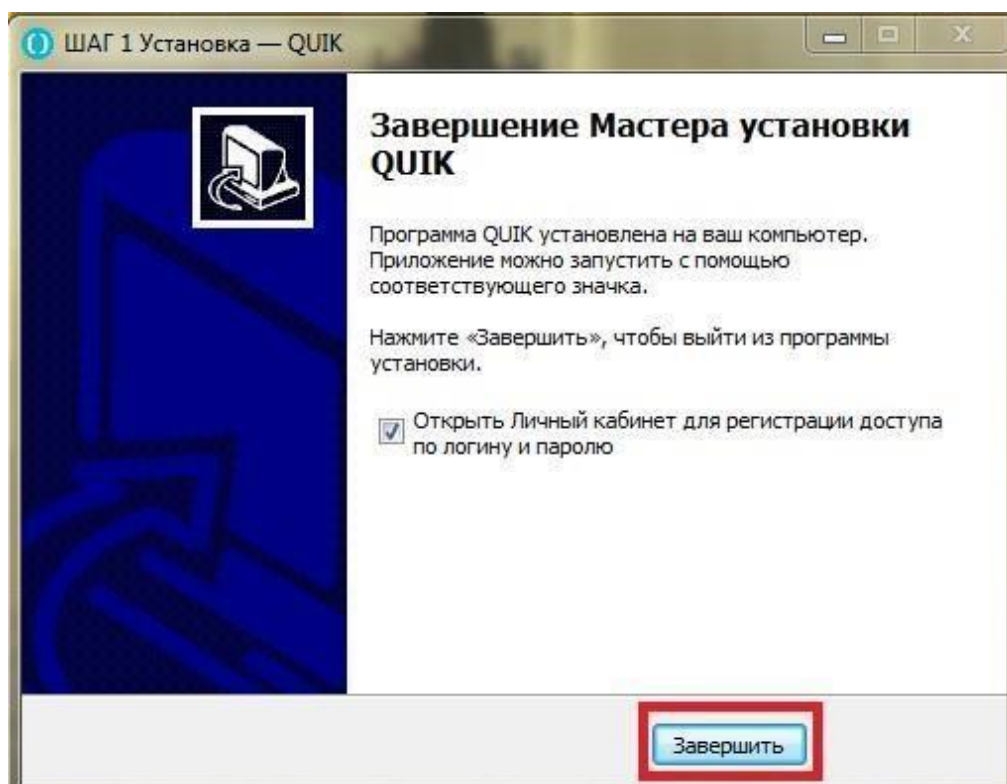 ШАГ 1 Установка — QUIK
Завершение Мастера установки
QUIK
Программа QUIK установлена на ваш компьютер.
Приложение можно запустить с помощью
соответствующего значка.
Нажмите «Завершить», чтобы выйти из программы
установки.
Открыть Личный кабинет для регистрации доступа
по логину и паролю
Завершить